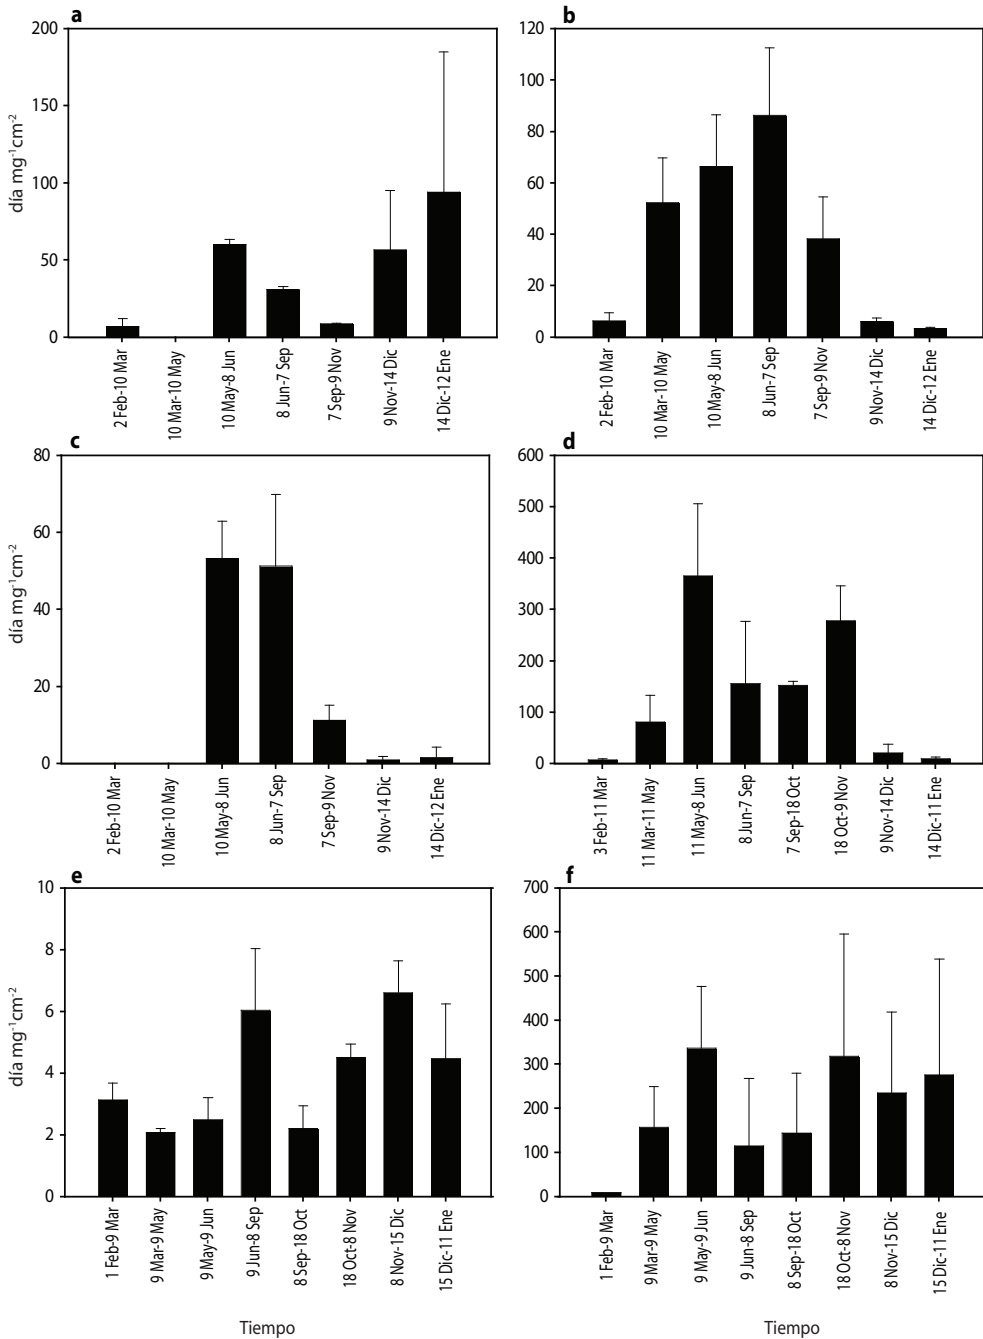 a
200
150
100
50
0
día mg⁻¹cm⁻²
2 Feb-10 Mar
10 Mar-10 May
10 May-8 Jun
8 Jun-7 Sep
7 Sep-9 Nov
9 Nov-14 Dic
14 Dic-12 Ene
b
120
100
80
60
40
20
0
2 Feb-10 Mar
10 Mar-10 May
10 May-8 Jun
8 Jun-7 Sep
7 Sep-9 Nov
9 Nov-14 Dic
14 Dic-12 Ene
c
80
60
40
20
0
día mg⁻¹cm⁻²
2 Feb-10 Mar
10 Mar-10 May
10 May-8 Jun
8 Jun-7 Sep
7 Sep-9 Nov
9 Nov-14 Dic
14 Dic-12 Ene
d
600
500
400
300
200
100
0
3 Feb-11 Mar
11 Mar-11 May
11 May-8 Jun
8 Jun-7 Sep
7 Sep-18 Oct
18 Oct-9 Nov
9 Nov-14 Dic
14 Dic-11 Ene
e
10
8
6
4
2
0
día mg⁻¹cm⁻²
1 Feb-9 Mar
9 Mar-9 May
9 May-9 Jun
9 Jun-8 Sep
8 Sep-18 Oct
18 Oct-8 Nov
8 Nov-15 Dic
15 Dic-11 Ene
Tiempo
f
700
600
500
400
300
200
100
0
1 Feb-9 Mar
9 Mar-9 May
9 May-9 Jun
9 Jun-8 Sep
8 Sep-18 Oct
18 Oct-8 Nov
8 Nov-15 Dic
15 Dic-11 Ene
Tiempo